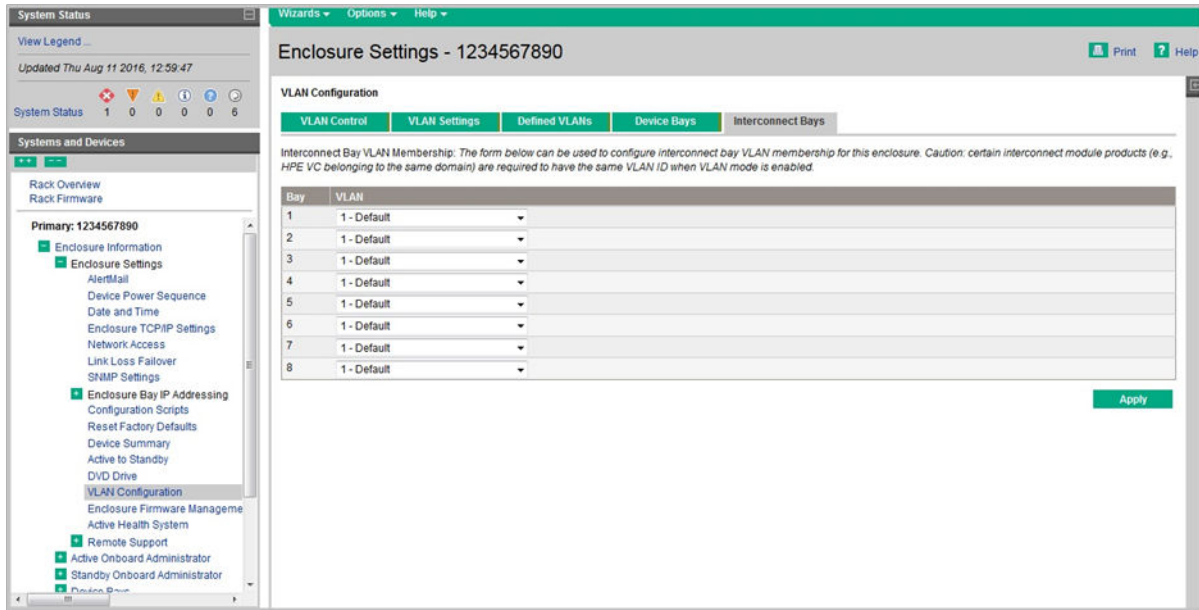 System Status
View Legend ...
Updated Thu Aug 11 2016, 12:59:47
System Status 1 0 0 0 0 6
Systems and Devices
Rack Overview
Rack Firmware
Primary: 1234567890
Enclosure Information
Enclosure Settings
AlertMail
Device Power Sequence
Date and Time
Enclosure TCP/IP Settings
Network Access
Link Loss Failover
SNMP Settings
Enclosure Bay IP Addressing
Configuration Scripts
Reset Factory Defaults
Device Summary
Active to Standby
DVD Drive
VLAN Configuration
Enclosure Firmware Manageme
Active Health System
Remote Support
Active Onboard Administrator
Standby Onboard Administrator
Device Bays
Wizards Options Help
Enclosure Settings - 1234567890
Print ? Help
VLAN Configuration
VLAN Control VLAN Settings Defined VLANs Device Bays Interconnect Bays
Interconnect Bay VLAN Membership: The form below can be used to configure interconnect bay VLAN membership for this enclosure. Caution: certain interconnect module products (e.g.,
HPE VC belonging to the same domain) are required to have the same VLAN ID when VLAN mode is enabled.
Bay VLAN
1 1 - Default
2 1 - Default
3 1 - Default
4 1 - Default
5 1 - Default
6 1 - Default
7 1 - Default
8 1 - Default
Apply